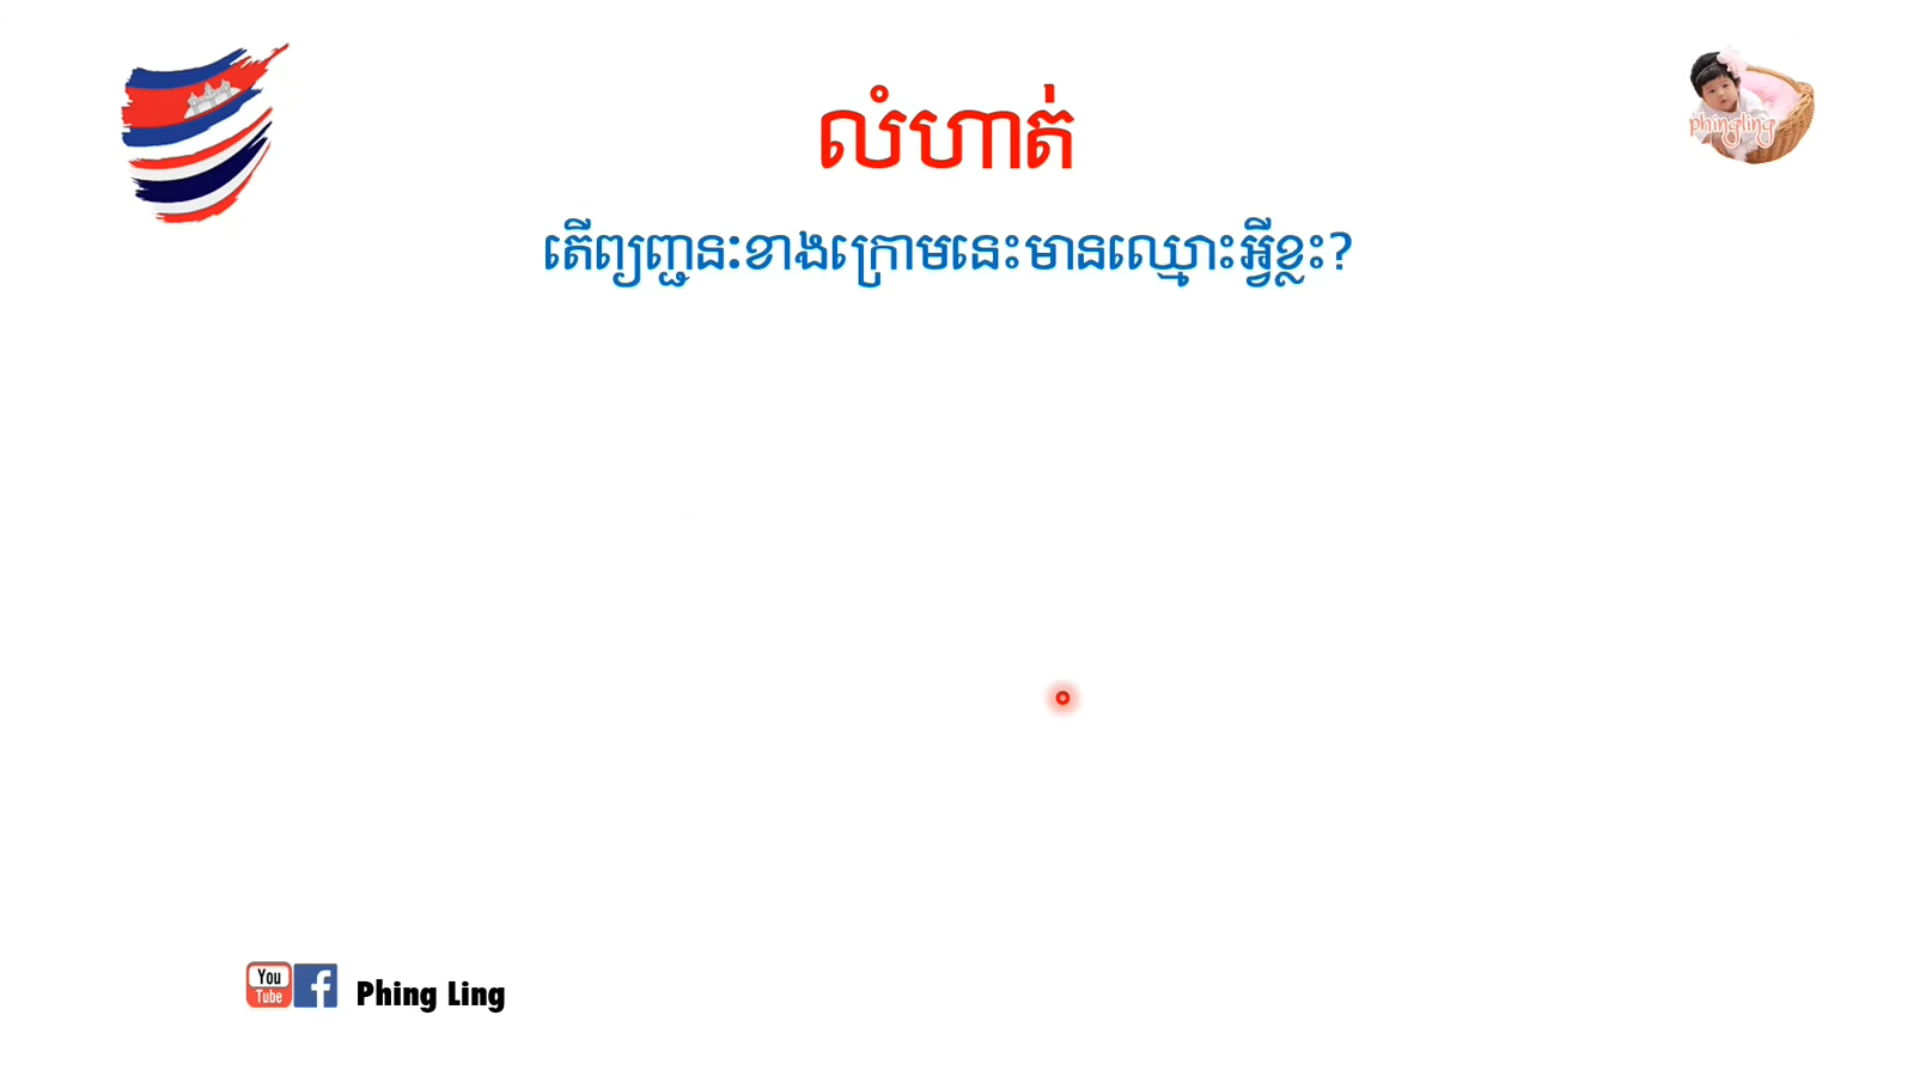 លំហាត់
phingling
តើព្យញ្ជនៈខាងក្រោមនេះមានឈ្មោះអ្វីខ្លះ?
You
Tube
f
Phing Ling